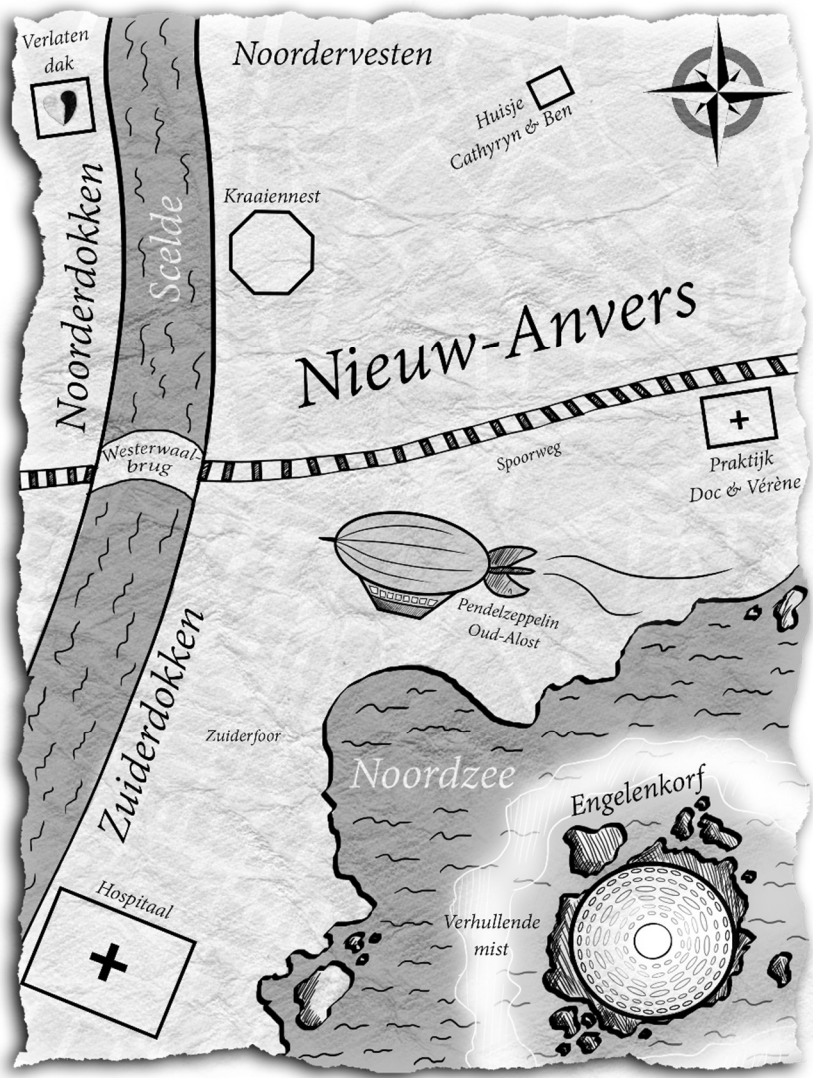 Verlaten
dak
Noordervesten
Huisje
Cathyryn & Ben
Kraaiennest
Noorderdokken
Scelde
Nieuw-Anvers
Westerwaal-
brug
Spoorweg
Praktijk
Doc & Vérène
Pendelzeppelin
Oud-Alost
Zuiderdokken
Zuiderfoor
Noordzee
Engelenkorf
Verhullende
mist
Hospitaal